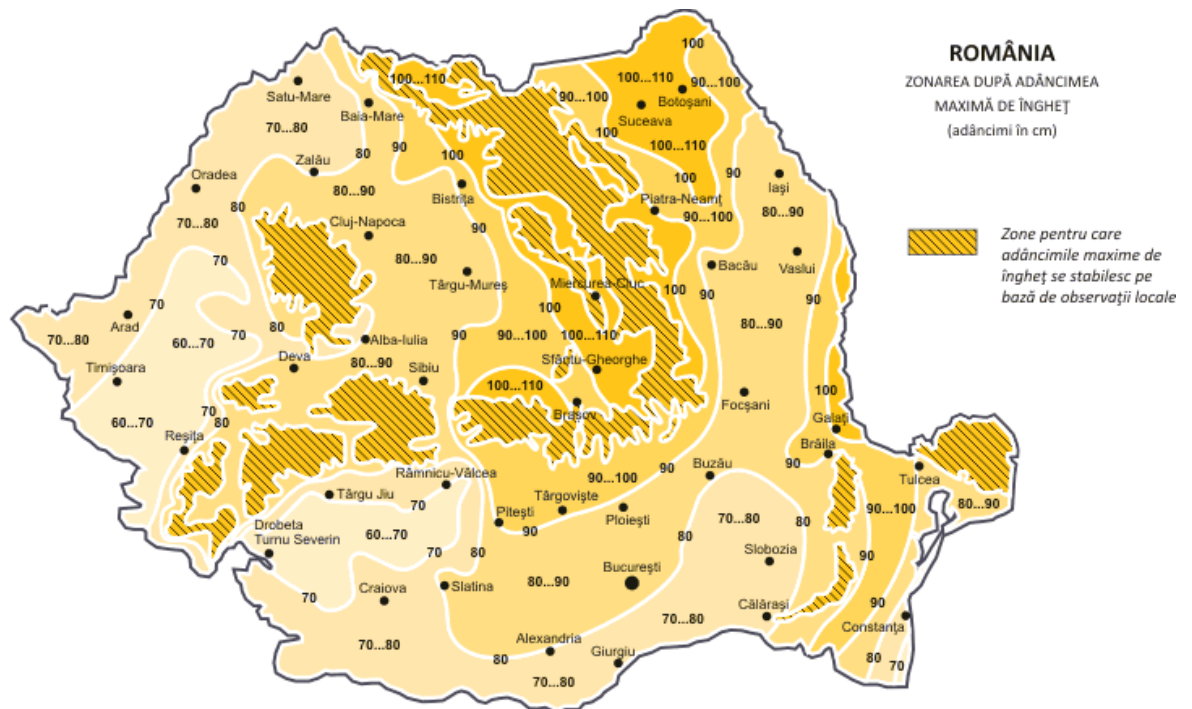 ROMÂNIA
ZONAREA DUPĂ ADÂNCIMEA
MAXIMĂ DE ÎNGHEŢ
(adâncimi în cm)
Zone pentru care
adâncimile maxime de
îngheţ se stabilesc pe
bază de observaţii locale
100
100...110
100...110
90...100
Satu-Mare
90...100
Botoşani
Baia-Mare
Suceava
70...80
100
80
90
100
100...110
Zalău
90
Oradea
80...90
Bistriţa
100
Iaşi
80
Piatra-Neamţ
80...90
70...80
Cluj-Napoca
90
90...100
70
80...90
Bacău
Vaslui
Târgu-Mureş
Miercurea-Ciuc
100
90
90
70
100
Arad
80
70
90
90...100
100...110
80...90
70...80
60...70
Alba-Iulia
Deva
80...90
Sfântu-Gheorghe
Timişoara
Sibiu
100...110
100
60...70
70
80
Braşov
Focşani
Galaţi
Reşiţa
Brăila
90
90
Râmnicu-Vâlcea
90...100
Buzău
Tulcea
Târgu Jiu
70
Târgovişte
90...100
80...90
Piteşti
Ploieşti
70...80
80
Drobeta
Turnu Severin
60...70
90
80
70
80
90
Slobozia
80...90
Bucureşti
70
Craiova
Slatina
Călăraşi
90
70...80
Constanţa
70...80
Alexandria
80
Giurgiu
80
70
70...80